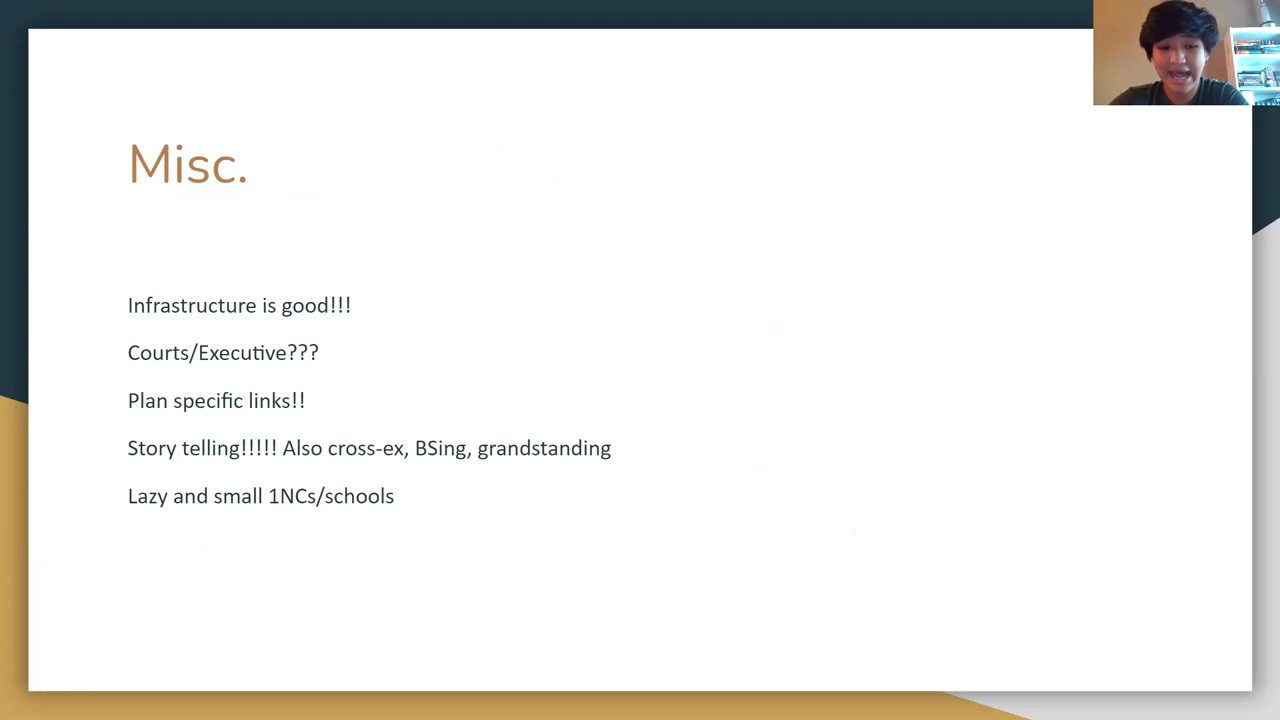 Misc.
Infrastructure is good!!!
Courts/Executive???
Plan specific links!!
Story telling!!!!! Also cross-ex, BSing, grandstanding
Lazy and small 1NCs/schools